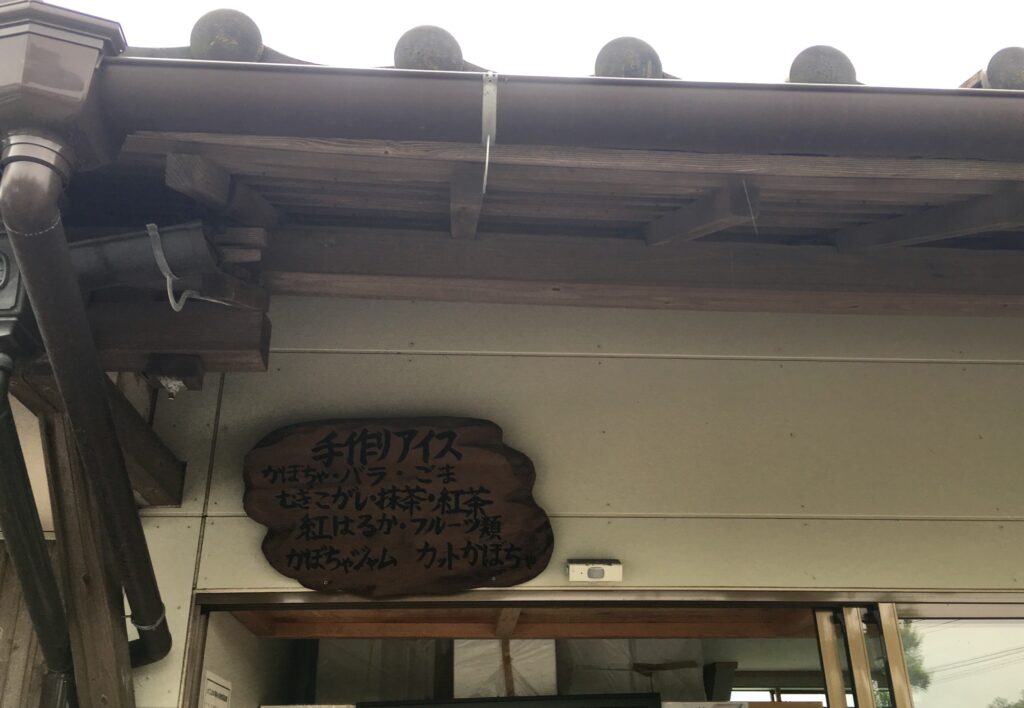 手作りアイス
かぼちゃ・バラ・ごま
むぎこがし・抹茶・紅茶
紅はるか・フルーツ類
かぼちゃジャム カットかぼちゃ